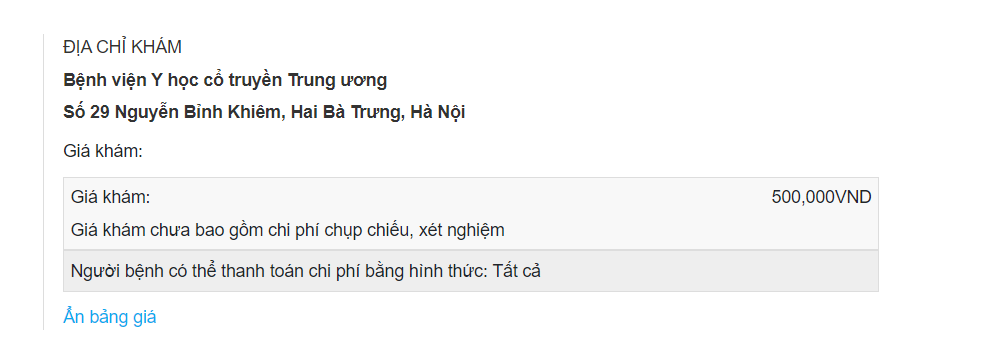 ĐỊA CHỈ KHÁM
Bệnh viện Y học cổ truyền Trung ương
Số 29 Nguyễn Bỉnh Khiêm, Hai Bà Trưng, Hà Nội
Giá khám:
Giá khám: 500,000VND
Giá khám chưa bao gồm chi phí chụp chiếu, xét nghiệm
Người bệnh có thể thanh toán chi phí bằng hình thức: Tất cả
Ẩn bảng giá